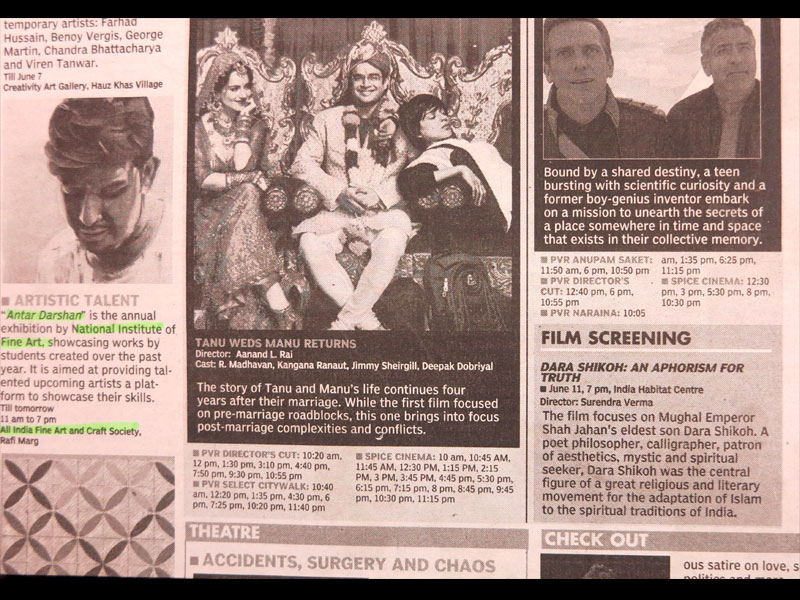 temporary artists: Farhad
Hussain, Benoy Vergis, George
Martin, Chandra Bhattacharya
and Viren Tanwar.
Till June 7
Creativity Art Gallery, Hauz Khas Village
■ ARTISTIC TALENT
"Antar Darshan" is the annual
exhibition by National Institute of
Fine Art, showcasing works by
students created over the past
year. It is aimed at providing tal-
ented upcoming artists a plat-
form to showcase their skills.
Till tomorrow
11 am to 7 pm
All India Fine Art and Craft Society,
Rafi Marg
TANU WEDS MANU RETURNS
Director: Aanand L. Rai
Cast: R. Madhavan, Kangana Ranaut, Jimmy Sheirgill, Deepak Dobriyal
The story of Tanu and Manu's life continues four
years after their marriage. While the first film focused
on pre-marriage roadblocks, this one brings into focus
post-marriage complexities and conflicts.
■ PVR DIRECTOR'S CUT: 10:20 am,
12 pm, 1:30 pm, 3:10 pm, 4:40 pm,
7:50 pm, 9:30 pm, 10:55 pm
■ PVR SELECT CITYWALK: 10:40
am, 12:20 pm, 1:35 pm, 4:30 pm, 6
pm, 7:25 pm, 10:20 pm, 11:40 pm
■ SPICE CINEMA: 10 am, 10:45 AM,
11:45 AM, 12:30 PM, 1:15 PM, 2:15
PM, 3 PM, 3:45 PM, 4:45 pm, 5:30 pm,
6:15 pm, 7:15 pm, 8 pm, 8:45 pm, 9:45
pm, 10:30 pm, 11:15 pm
THEATRE
■ ACCIDENTS, SURGERY AND CHAOS
Bound by a shared destiny, a teen
bursting with scientific curiosity and a
former boy-genius inventor embark
on a mission to unearth the secrets of
a place somewhere in time and space
that exists in their collective memory.
■ PVR ANUPAM SAKET:
11:50 am, 6 pm, 10:50 pm
■ PVR DIRECTOR'S
CUT: 12:40 pm, 6 pm,
10:55 pm
■ PVR NARAINA: 10:05
am, 1:35 pm, 6:25 pm,
11:15 pm
■ SPICE CINEMA: 12:30
pm, 3 pm, 5:30 pm, 8 pm,
10:30 pm
FILM SCREENING
DARA SHIKOH: AN APHORISM FOR
TRUTH
■ June 11, 7 pm, India Habitat Centre
Director: Surendra Verma
The film focuses on Mughal Emperor
Shah Jahan's eldest son Dara Shikoh. A
poet philosopher, calligrapher, patron
of aesthetics, mystic and spiritual
seeker, Dara Shikoh was the central
figure of a great religious and literary
movement for the adaptation of Islam
to the spiritual traditions of India.
CHECK OUT
ous satire on love, s